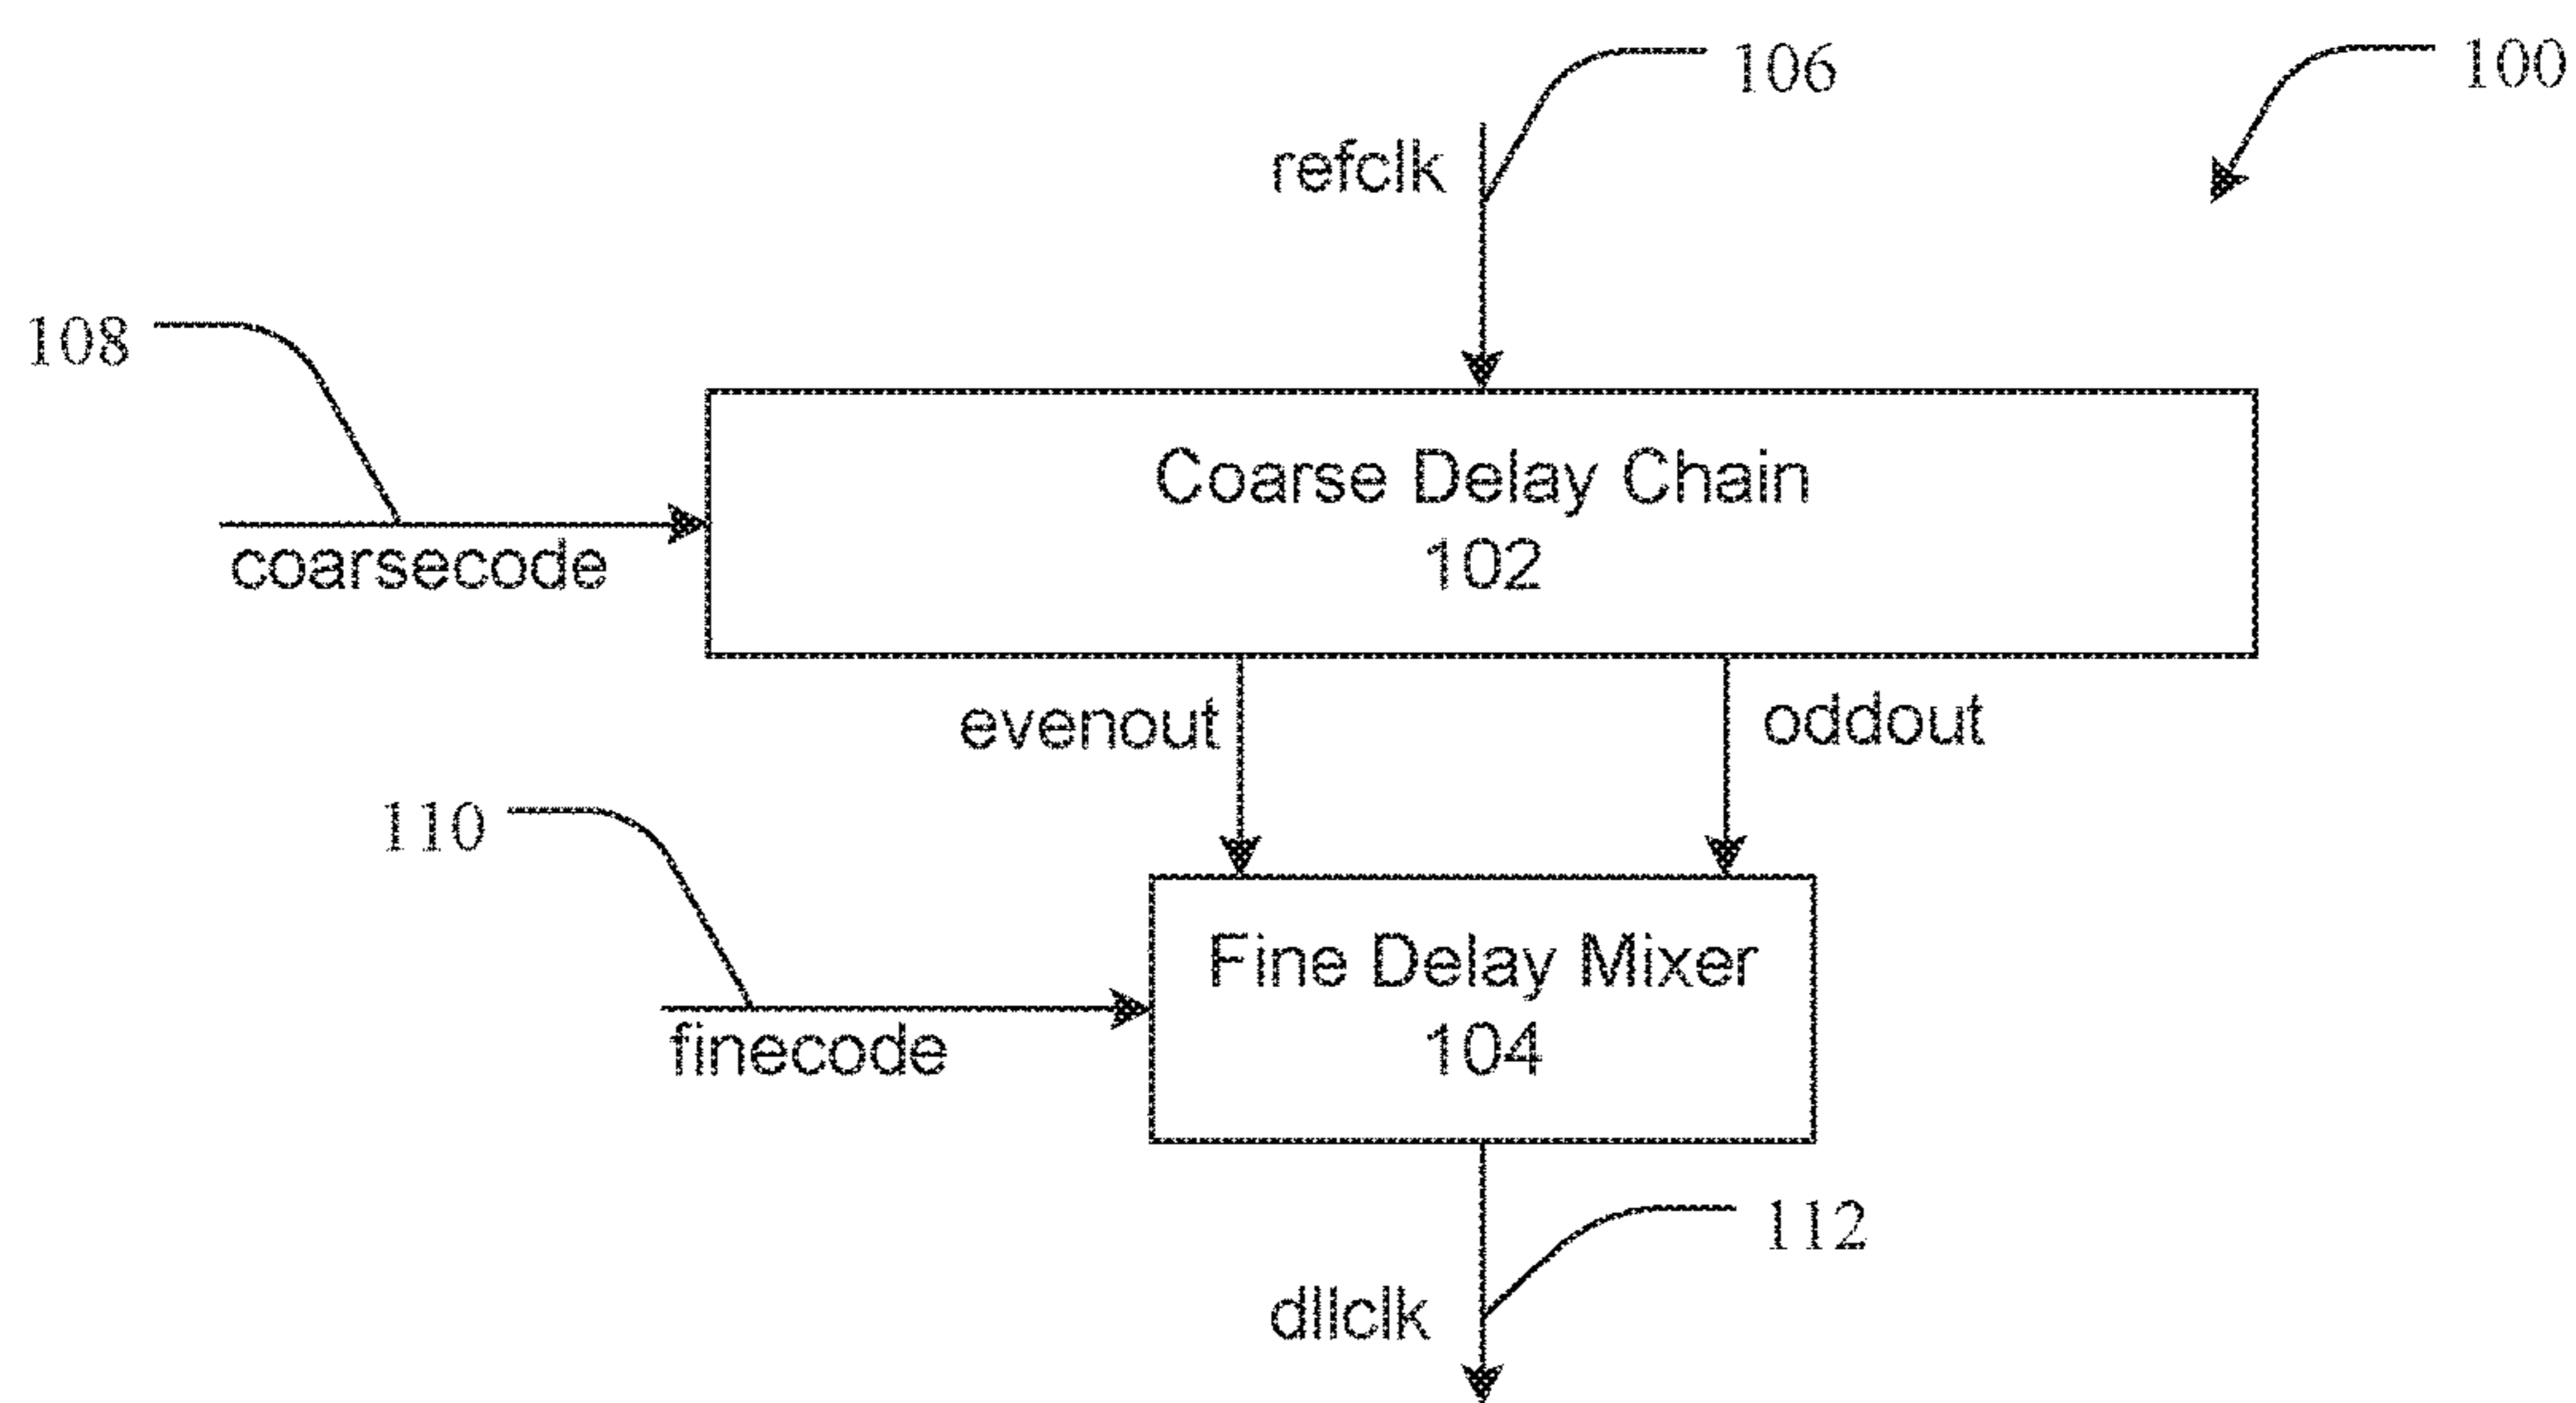 106
100
refclk
108
Coarse Delay Chain
102
coarsecode
evenout
oddout
110
Fine Delay Mixer
104
finecode
112
dllclk